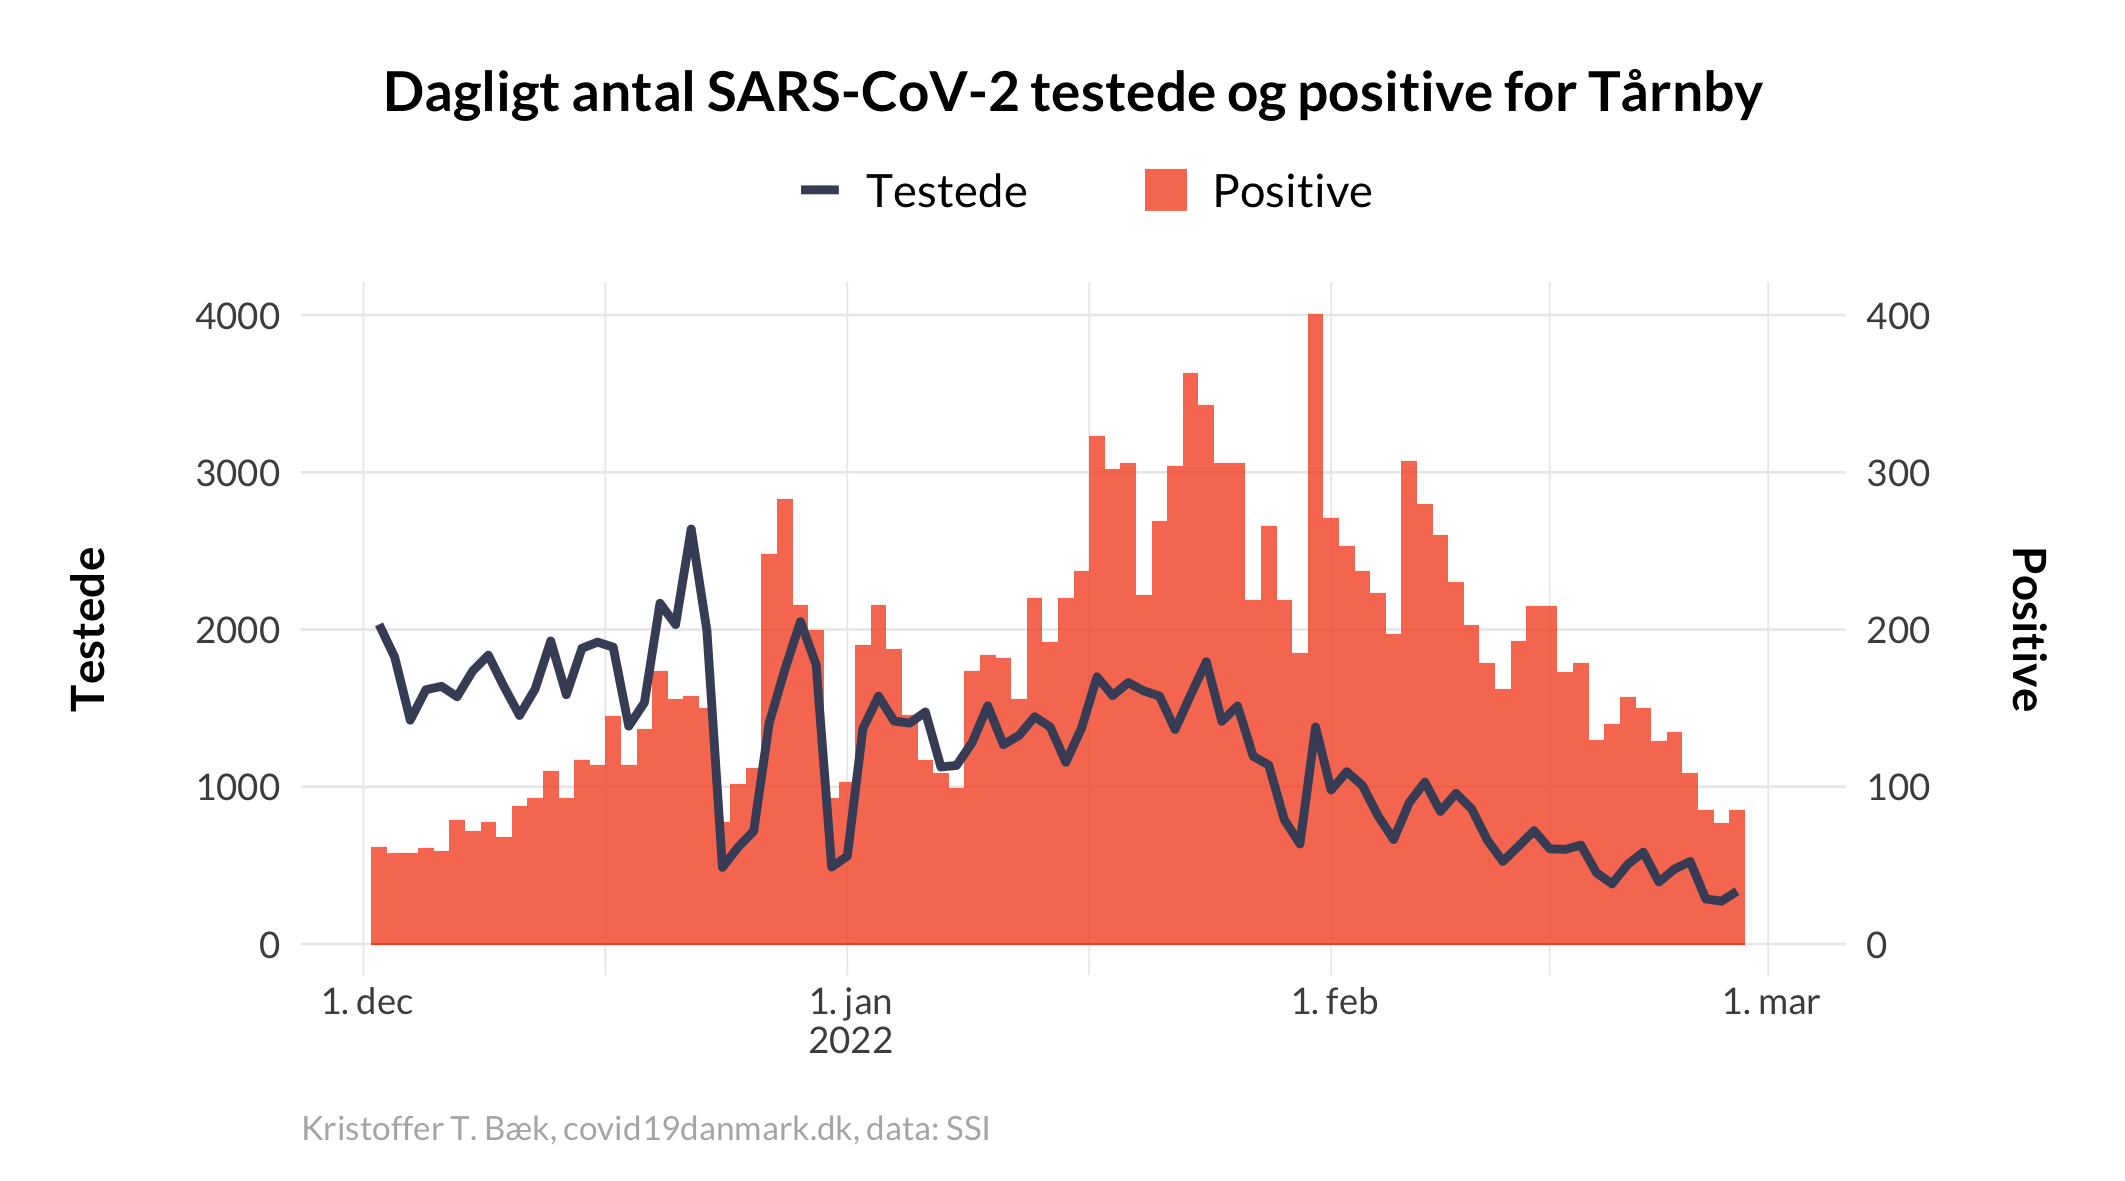 Dagligt antal SARS-CoV-2 testede og positive for Tårnby
Testede
Positive
4000
3000
2000
1000
0
Testede
400
300
200
100
0
Positive
1. dec
1. jan
2022
1. feb
1. mar
Kristoffer T. Bæk, covid19danmark.dk, data: SSI